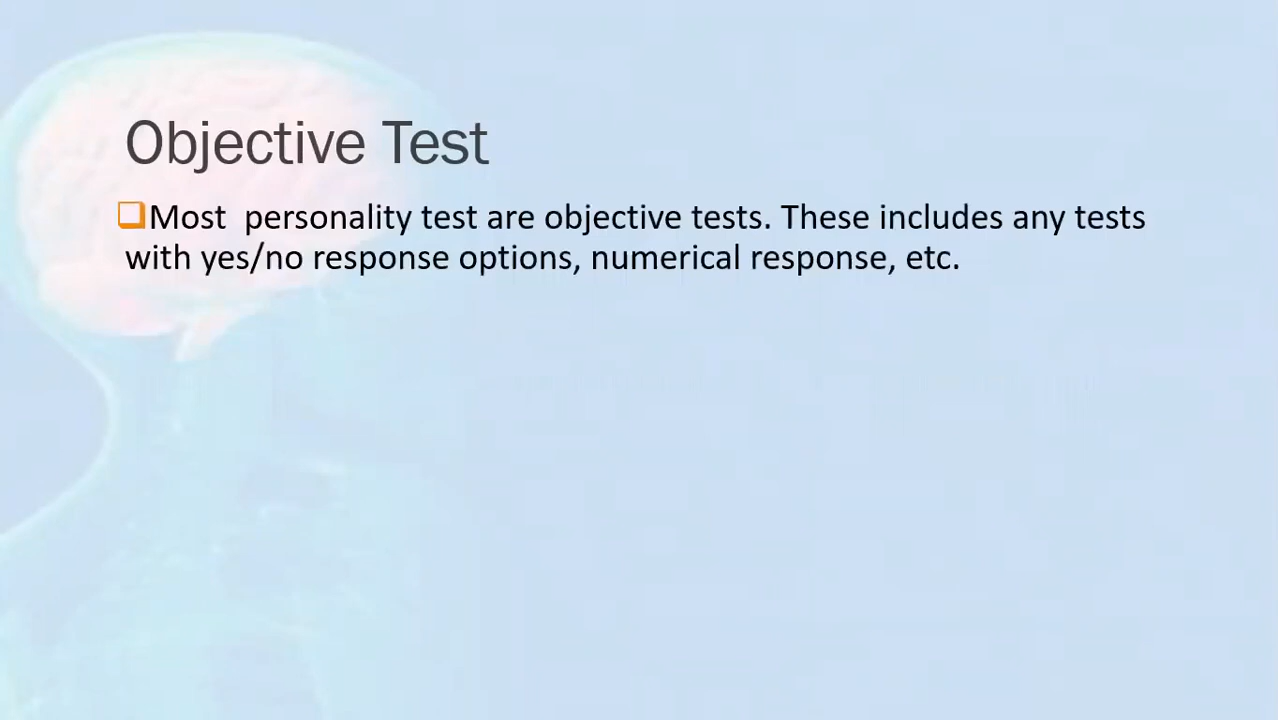 Objective Test
❑Most  personality test are objective tests. These includes any tests
with yes/no response options, numerical response, etc.